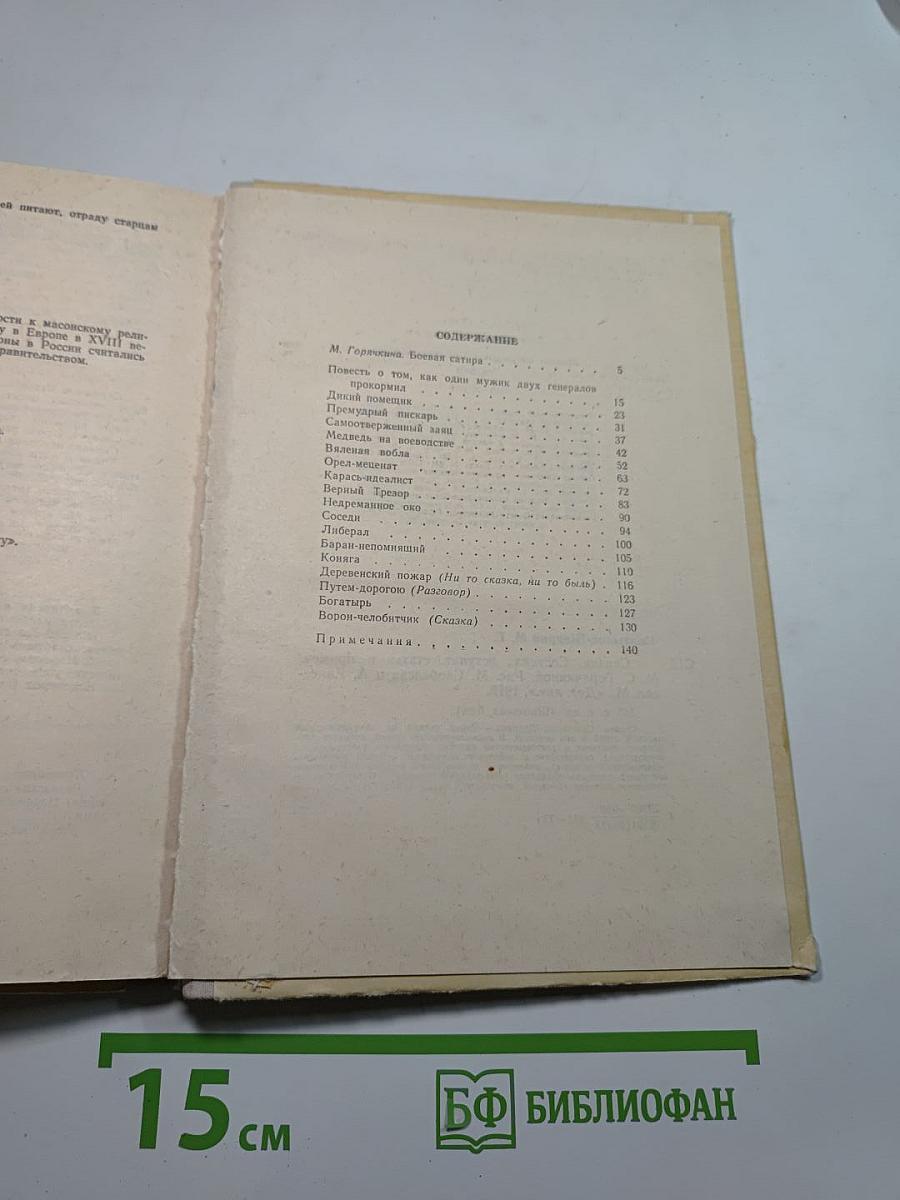 ей питают, отраду старцам
ости к масонскому рели-
у в Европе в XVIII ве-
оны в России считались
равительством.
у».
СОДЕРЖАНИЕ
М. Горячкина. Боевая сатира . . . . . . . . . 5
Повесть о том, как один мужик двух генералов
прокормил . . . . . . . . . . . . . 15
Дикий помещик . . . . . . . . . . . . 23
Премудрый пискарь . . . . . . . . . . . 31
Самоотверженный заяц . . . . . . . . . . 37
Медведь на воеводстве . . . . . . . . . . 42
Вяленая вобла . . . . . . . . . . . . 52
Орел-меценат . . . . . . . . . . . . 63
Карась-идеалист . . . . . . . . . . . . 72
Верный Трезор . . . . . . . . . . . . 83
Недреманное око . . . . . . . . . . . . 90
Соседи . . . . . . . . . . . . . . 94
Либерал . . . . . . . . . . . . . . 100
Баран-непомнящий . . . . . . . . . . . 105
Коняга . . . . . . . . . . . . . . 110
Деревенский пожар (Ни то сказка, ни то быль) . 116
Путем-дорогою (Разговор) . . . . . . . . . 123
Богатырь . . . . . . . . . . . . . 127
Ворон-челобитчик (Сказка) . . . . . . . . . 130
Примечания . . . . . . . . . . . . . 140
15 см
БФ БИБЛИОФАН